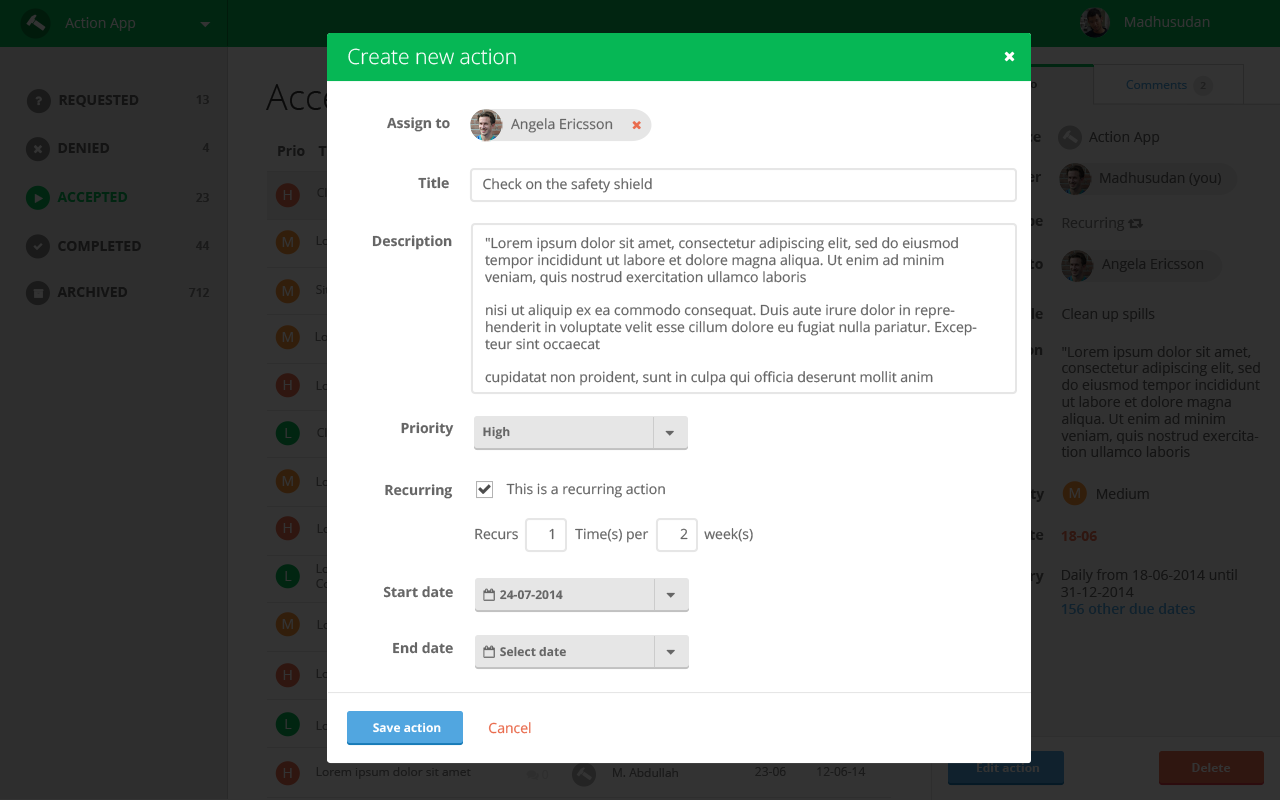 Action App
Madhusudan
REQUESTED 13
DENIED 4
ACCEPTED 23
COMPLETED 44
ARCHIVED 712
Prio
H
M
M
M
H
L
M
H
L
M
H
L
H
Lorem ipsum dolor sit amet
M. Abdullah
23-06
12-06-14
Create new action
Assign to
Angela Ericsson
Title
Check on the safety shield
Description
"Lorem ipsum dolor sit amet, consectetur adipiscing elit, sed do eiusmod
tempor incididunt ut labore et dolore magna aliqua. Ut enim ad minim
veniam, quis nostrud exercitation ullamco laboris
nisi ut aliquip ex ea commodo consequat. Duis aute irure dolor in repre-
henderit in voluptate velit esse cillum dolore eu fugiat nulla pariatur. Excep-
teur sint occaecat
cupidatat non proident, sunt in culpa qui officia deserunt mollit anim
Priority
High
Recurring
This is a recurring action
Recurs 1 Time(s) per 2 week(s)
Start date
24-07-2014
End date
Select date
Save action
Cancel
Comments 2
Action App
Madhusudan (you)
Recurring
Angela Ericsson
Clean up spills
"Lorem ipsum dolor sit amet,
consectetur adipiscing elit, sed
do eiusmod tempor incididunt
ut labore et dolore magna
aliqua. Ut enim ad minim
veniam, quis nostrud exercita-
tion ullamco laboris
M Medium
18-06
Daily from 18-06-2014 until
31-12-2014
156 other due dates
Edit action
Delete